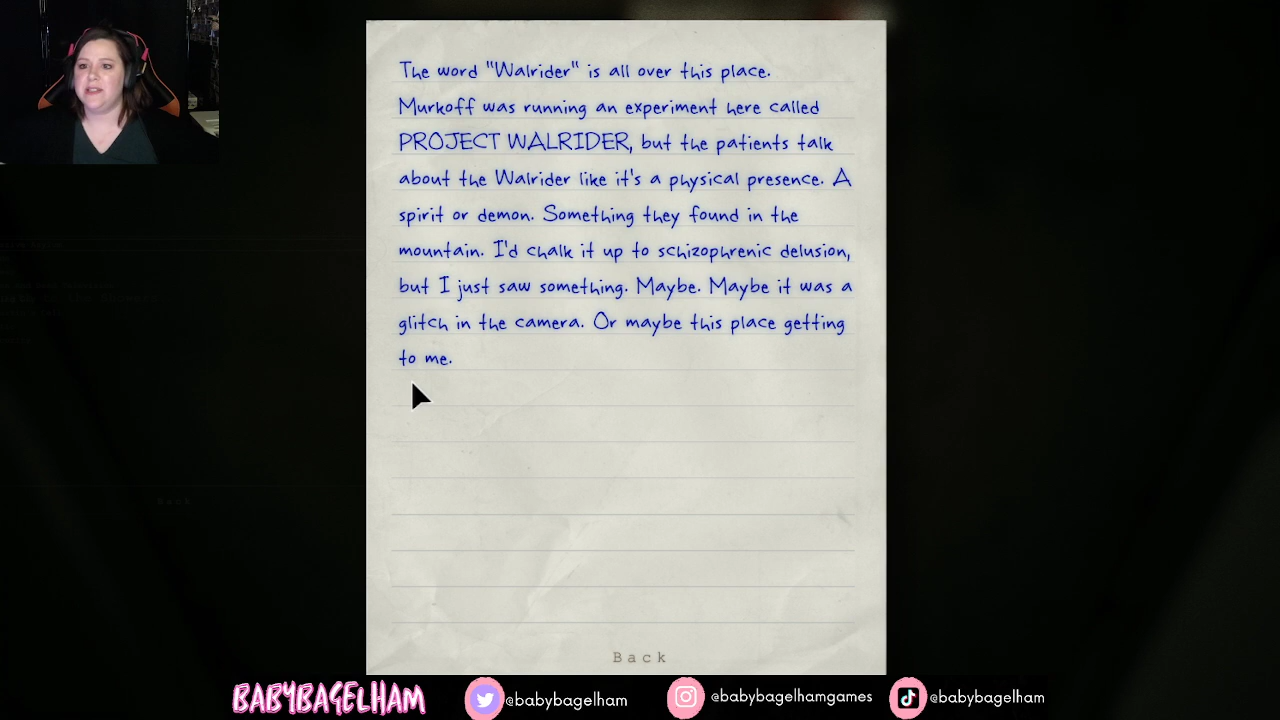 The word "Walrider" is all over this place.
Murkoff was running an experiment here called
PROJECT WALRIDER, but the patients talk
about the Walrider like it's a physical presence. A
spirit or demon. Something they found in the
mountain. I'd chalk it up to schizophrenic delusion,
but I just saw something. Maybe. Maybe it was a
glitch in the camera. Or maybe this place getting
to me.
Back
Back
BABYBAGELHAM @babybagelham @babybagelhamgames @babybagelham